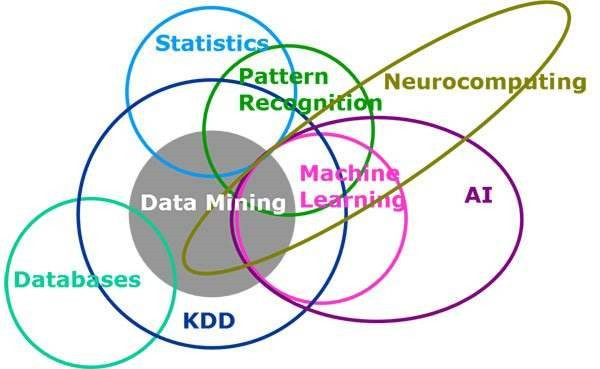 Statistics
Pattern
Recognition
Neurocomputing
Machine
Learning
AI
Data Mining
Databases
KDD